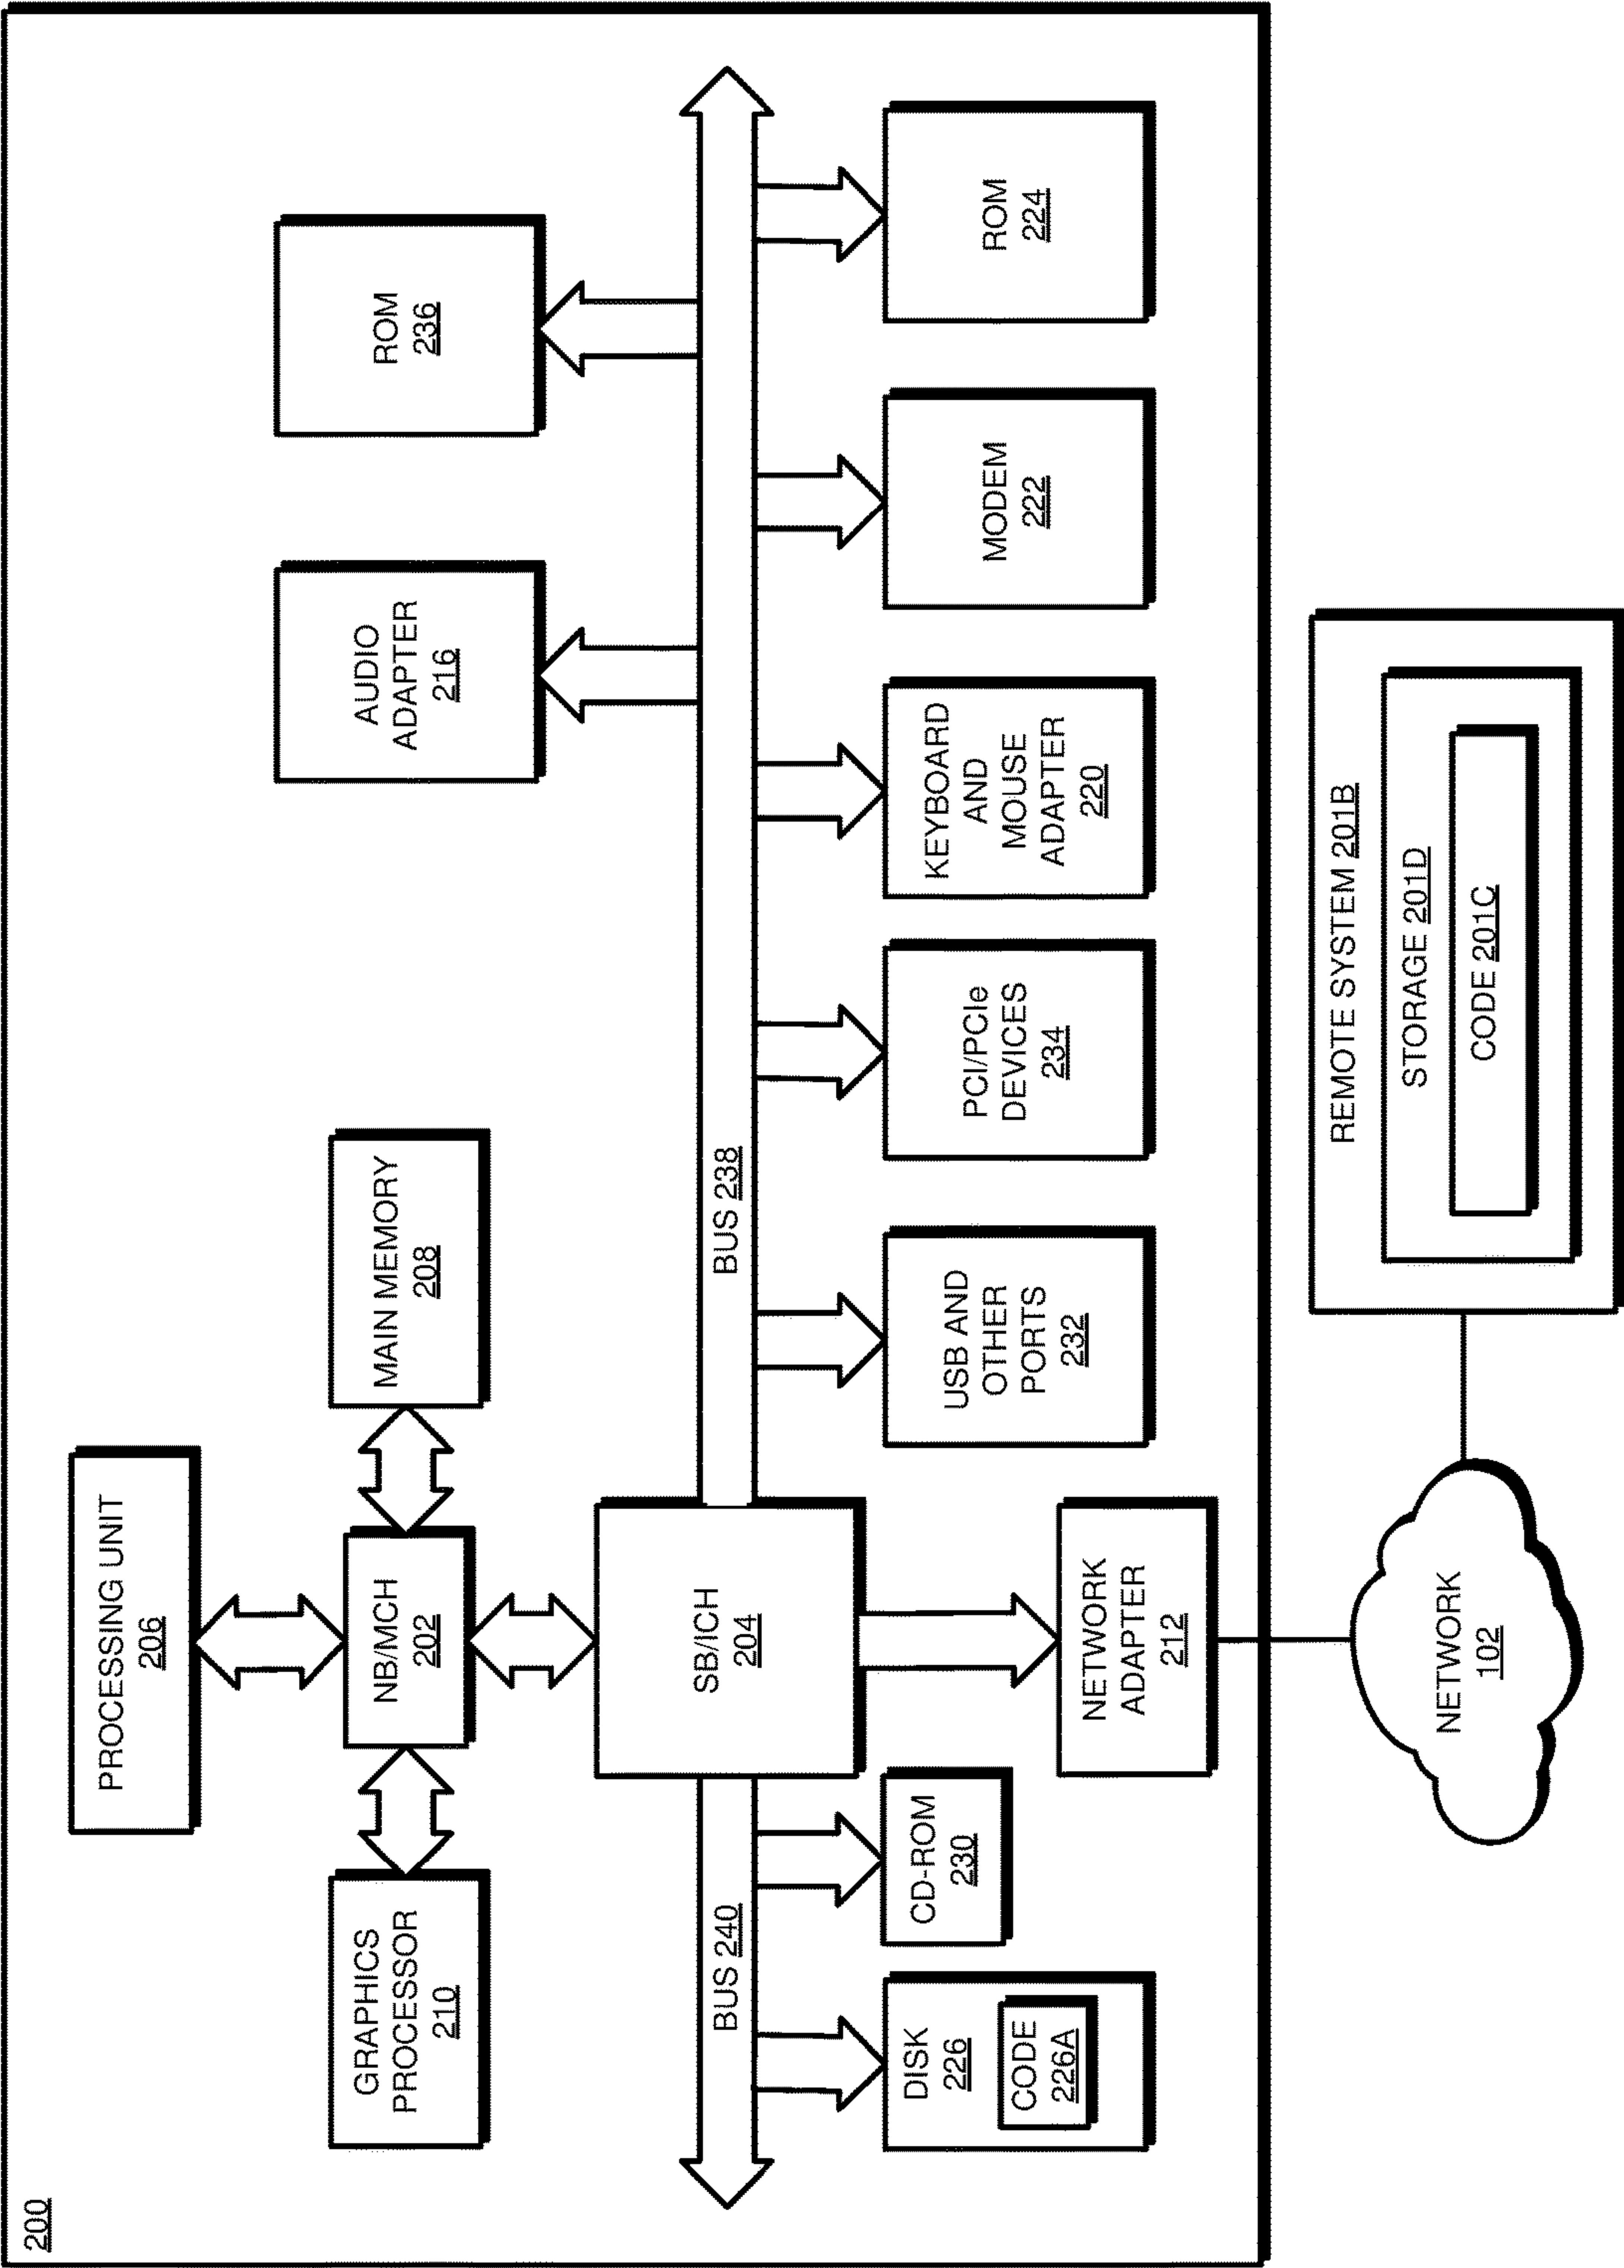 200
PROCESSING UNIT
206
GRAPHICS
PROCESSOR
210
NB/MCH
202
MAIN MEMORY
208
AUDIO
ADAPTER
216
ROM
236
SB/ICH
204
BUS 240
BUS 238
DISK
226
CODE
226A
CD-ROM
230
NETWORK
ADAPTER
212
USB AND
OTHER
PORTS
232
PCI/PCIe
DEVICES
234
KEYBOARD
AND
MOUSE
ADAPTER
220
MODEM
222
ROM
224
NETWORK
102
REMOTE SYSTEM 201B
STORAGE 201D
CODE 201C